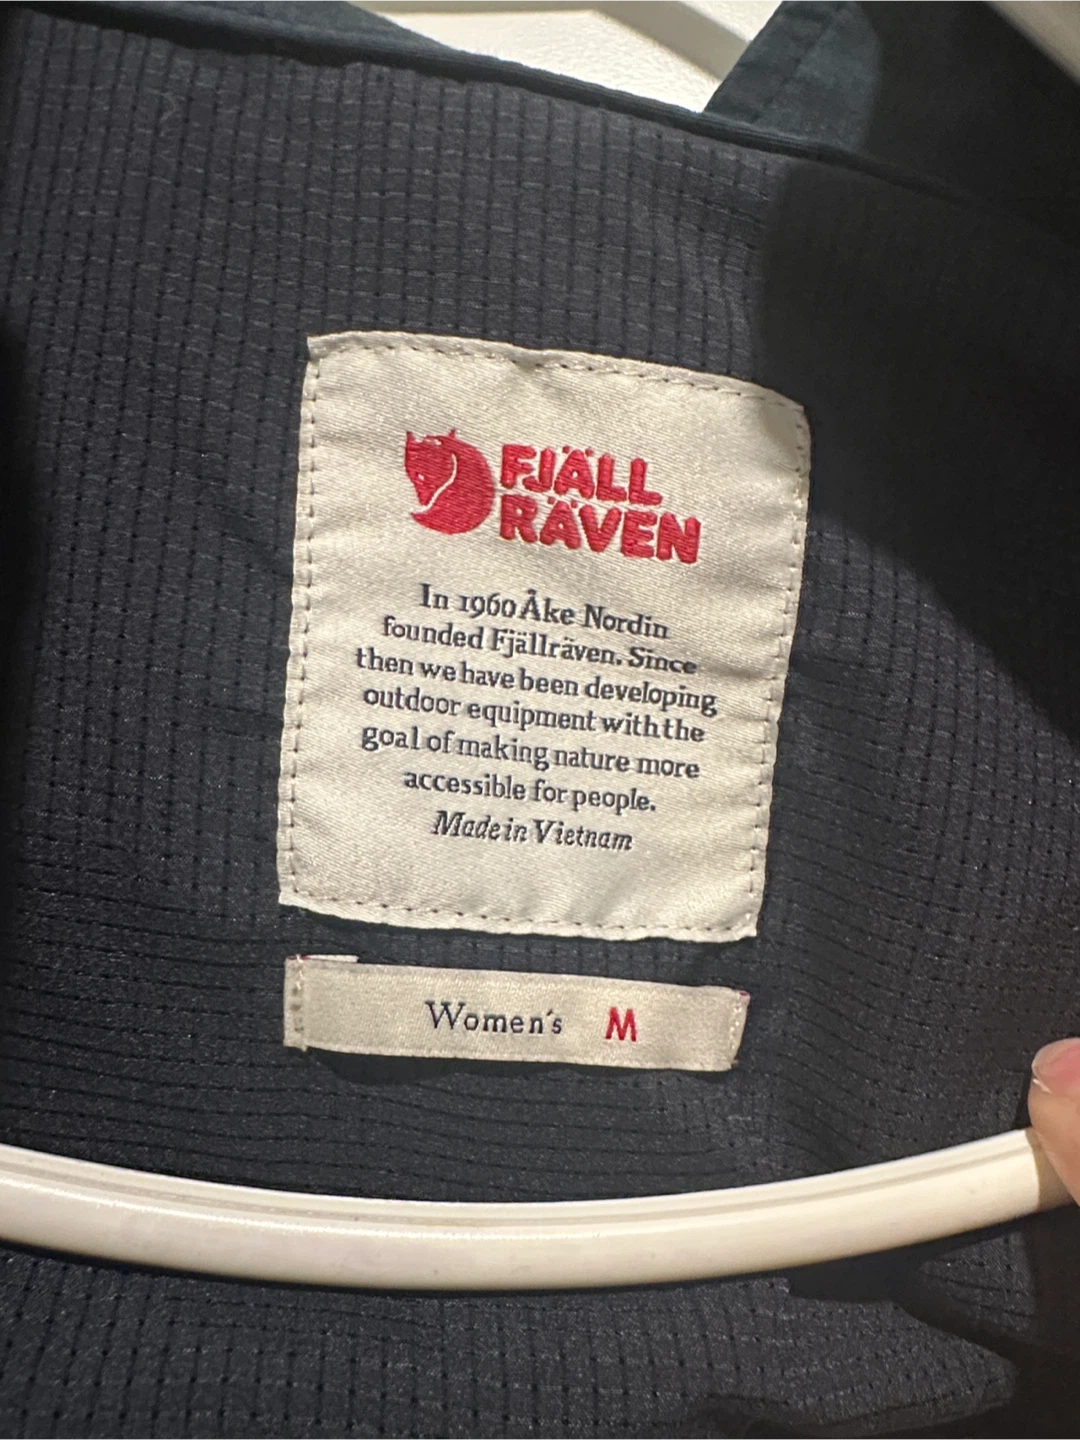 FJÄLL
RÄVEN
In 1960 Åke Nordin
founded Fjällräven. Since
then we have been developing
outdoor equipment with the
goal of making nature more
accessible for people.
Made in Vietnam
Women's M